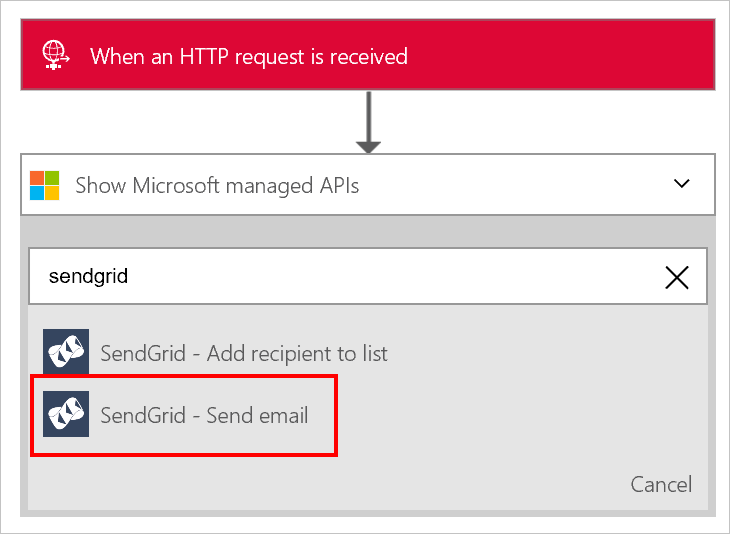 When an HTTP request is received
Show Microsoft managed APIs
sendgrid
SendGrid - Add recipient to list
SendGrid - Send email
Cancel